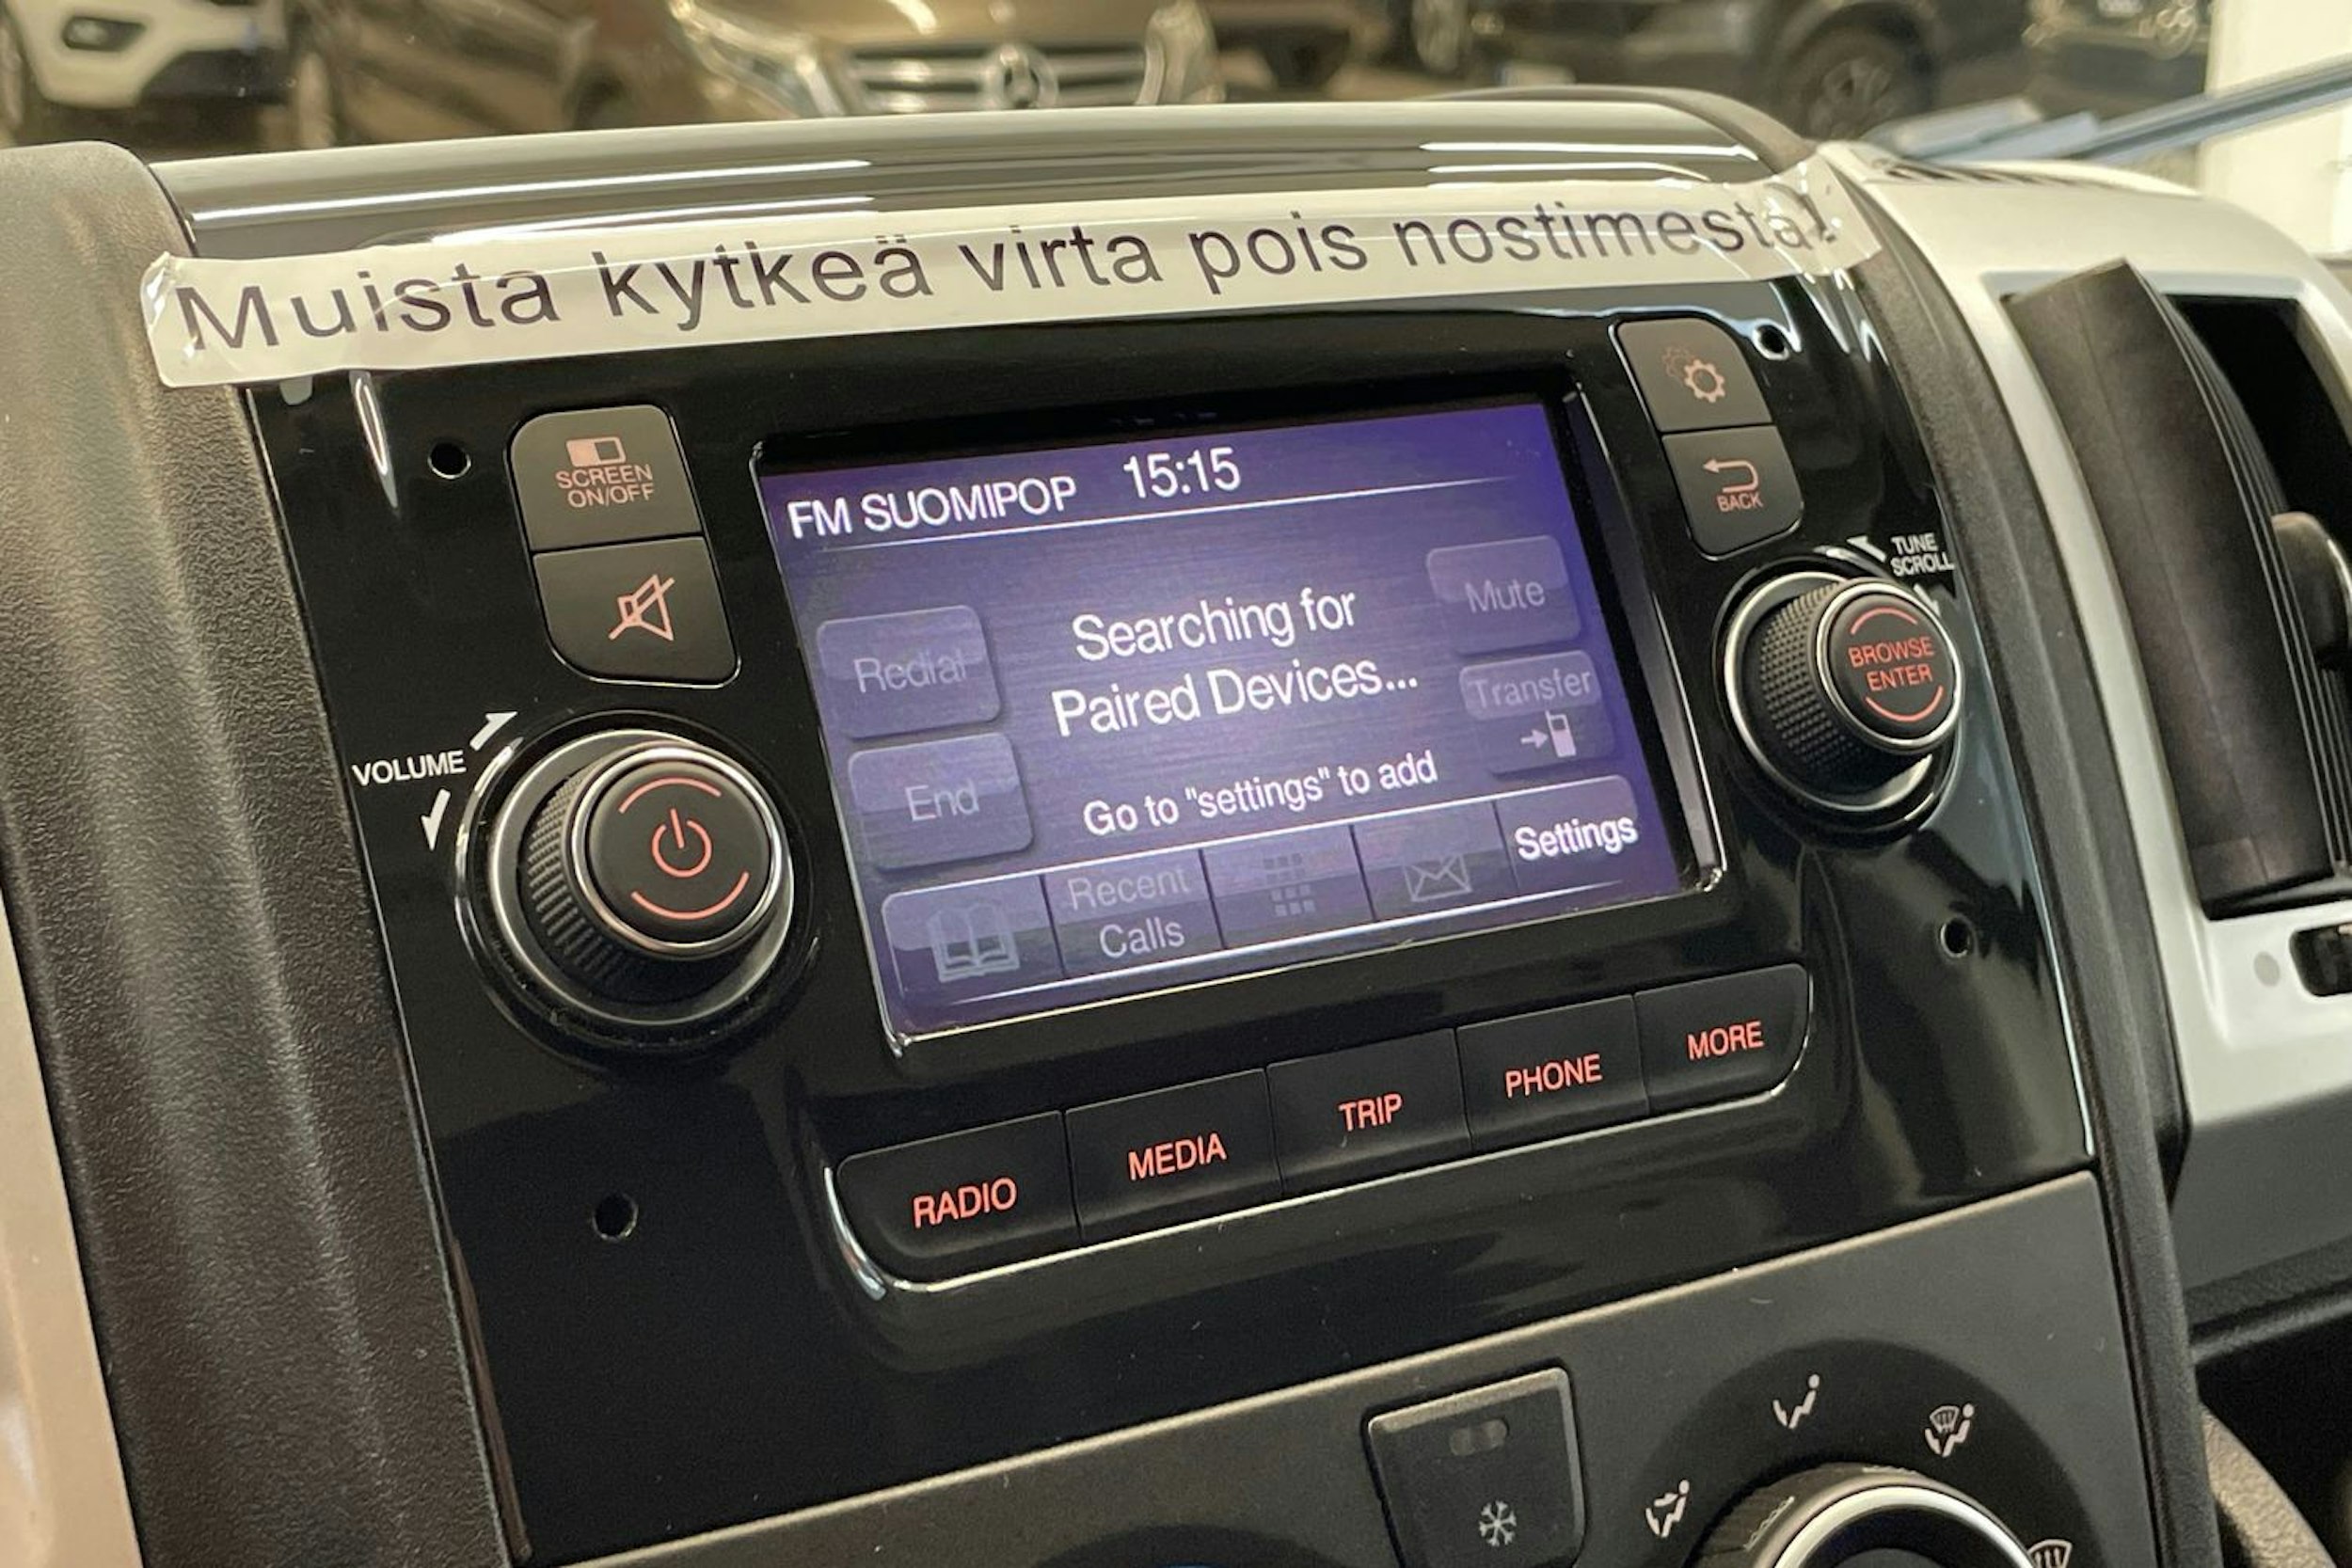 Muista kytkeä virta pois nostimesta!
SCREEN
ON/OFF
BACK
TUNE
SCROLL
BROWSE
ENTER
VOLUME
FM SUOMIPOP 15:15
Searching for
Paired Devices...
Go to "settings" to add
Redial
End
Mute
Transfer
Recent
Calls
Settings
RADIO
MEDIA
TRIP
PHONE
MORE